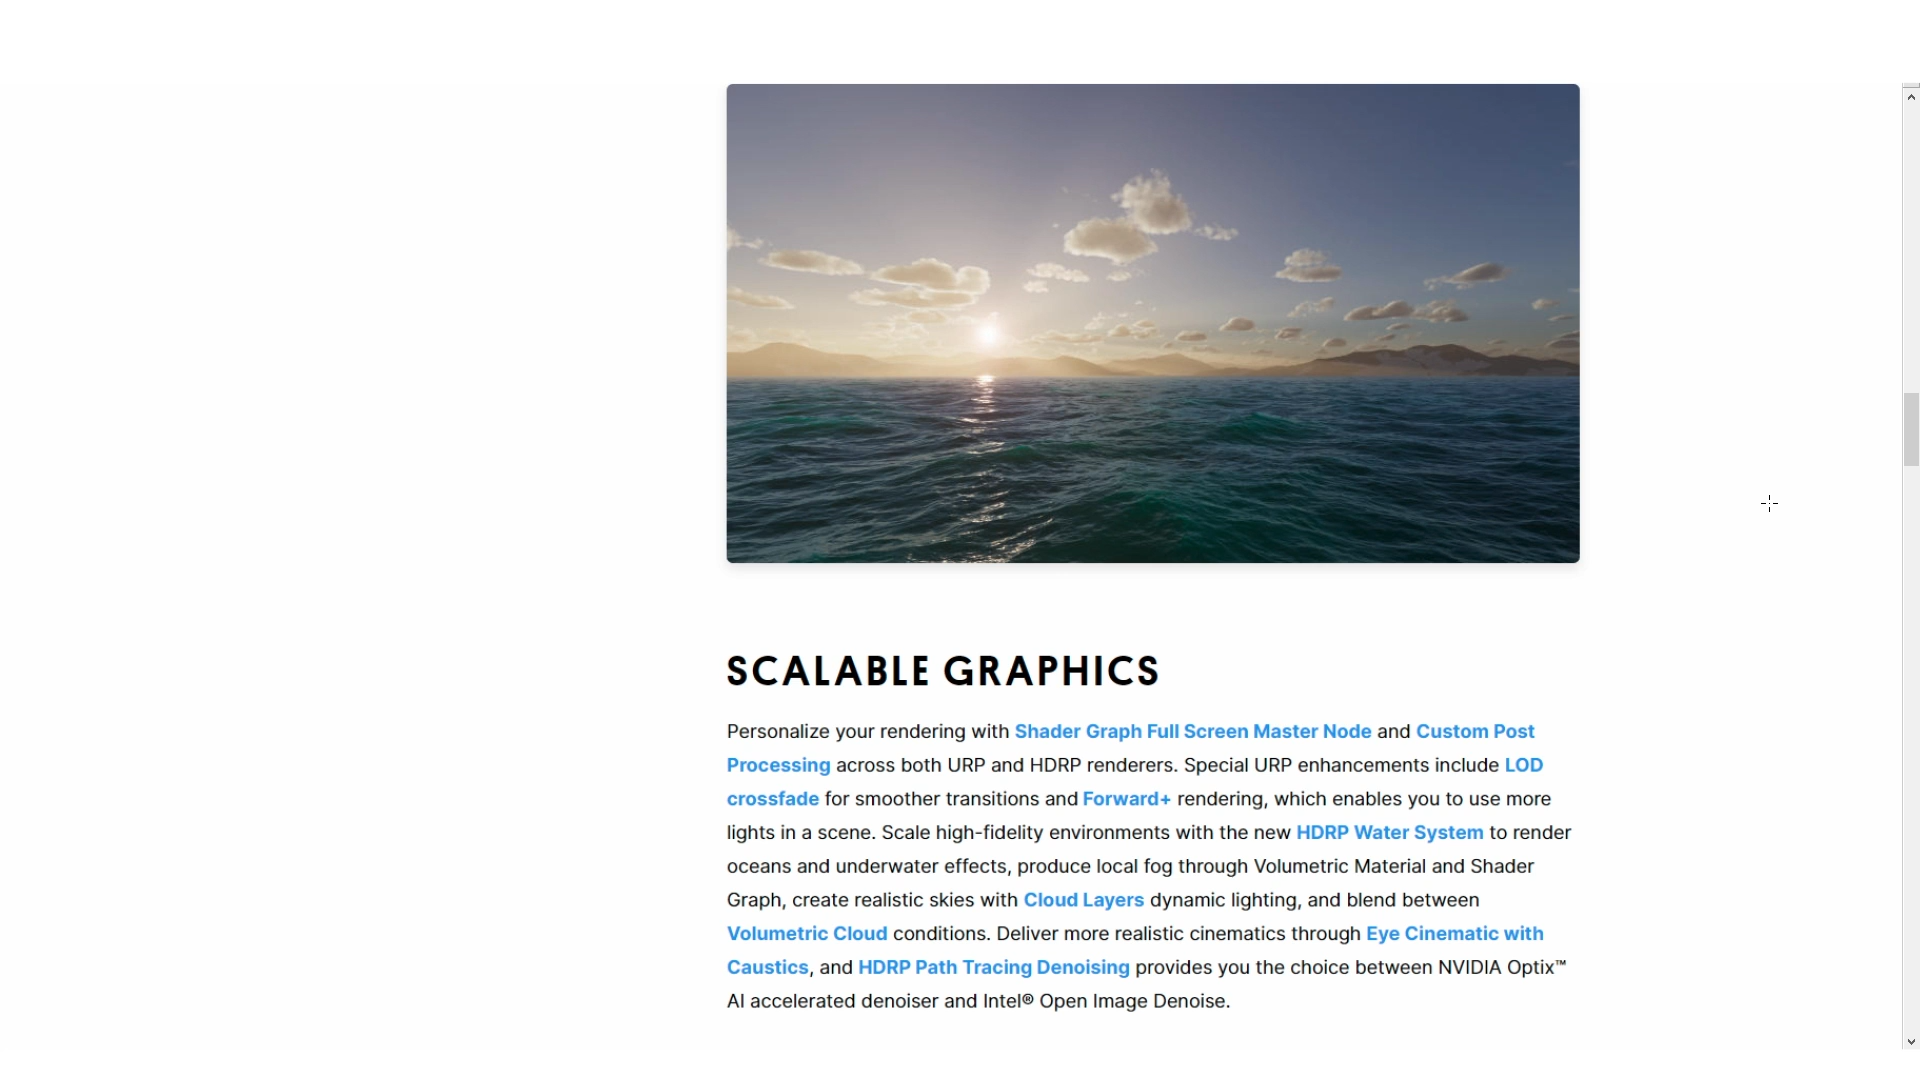 SCALABLE GRAPHICS
Personalize your rendering with Shader Graph Full Screen Master Node and Custom Post
Processing across both URP and HDRP renderers. Special URP enhancements include LOD
crossfade for smoother transitions and Forward+ rendering, which enables you to use more
lights in a scene. Scale high-fidelity environments with the new HDRP Water System to render
oceans and underwater effects, produce local fog through Volumetric Material and Shader
Graph, create realistic skies with Cloud Layers dynamic lighting, and blend between
Volumetric Cloud conditions. Deliver more realistic cinematics through Eye Cinematic with
Caustics, and HDRP Path Tracing Denoising provides you the choice between NVIDIA Optix™
AI accelerated denoiser and Intel® Open Image Denoise.